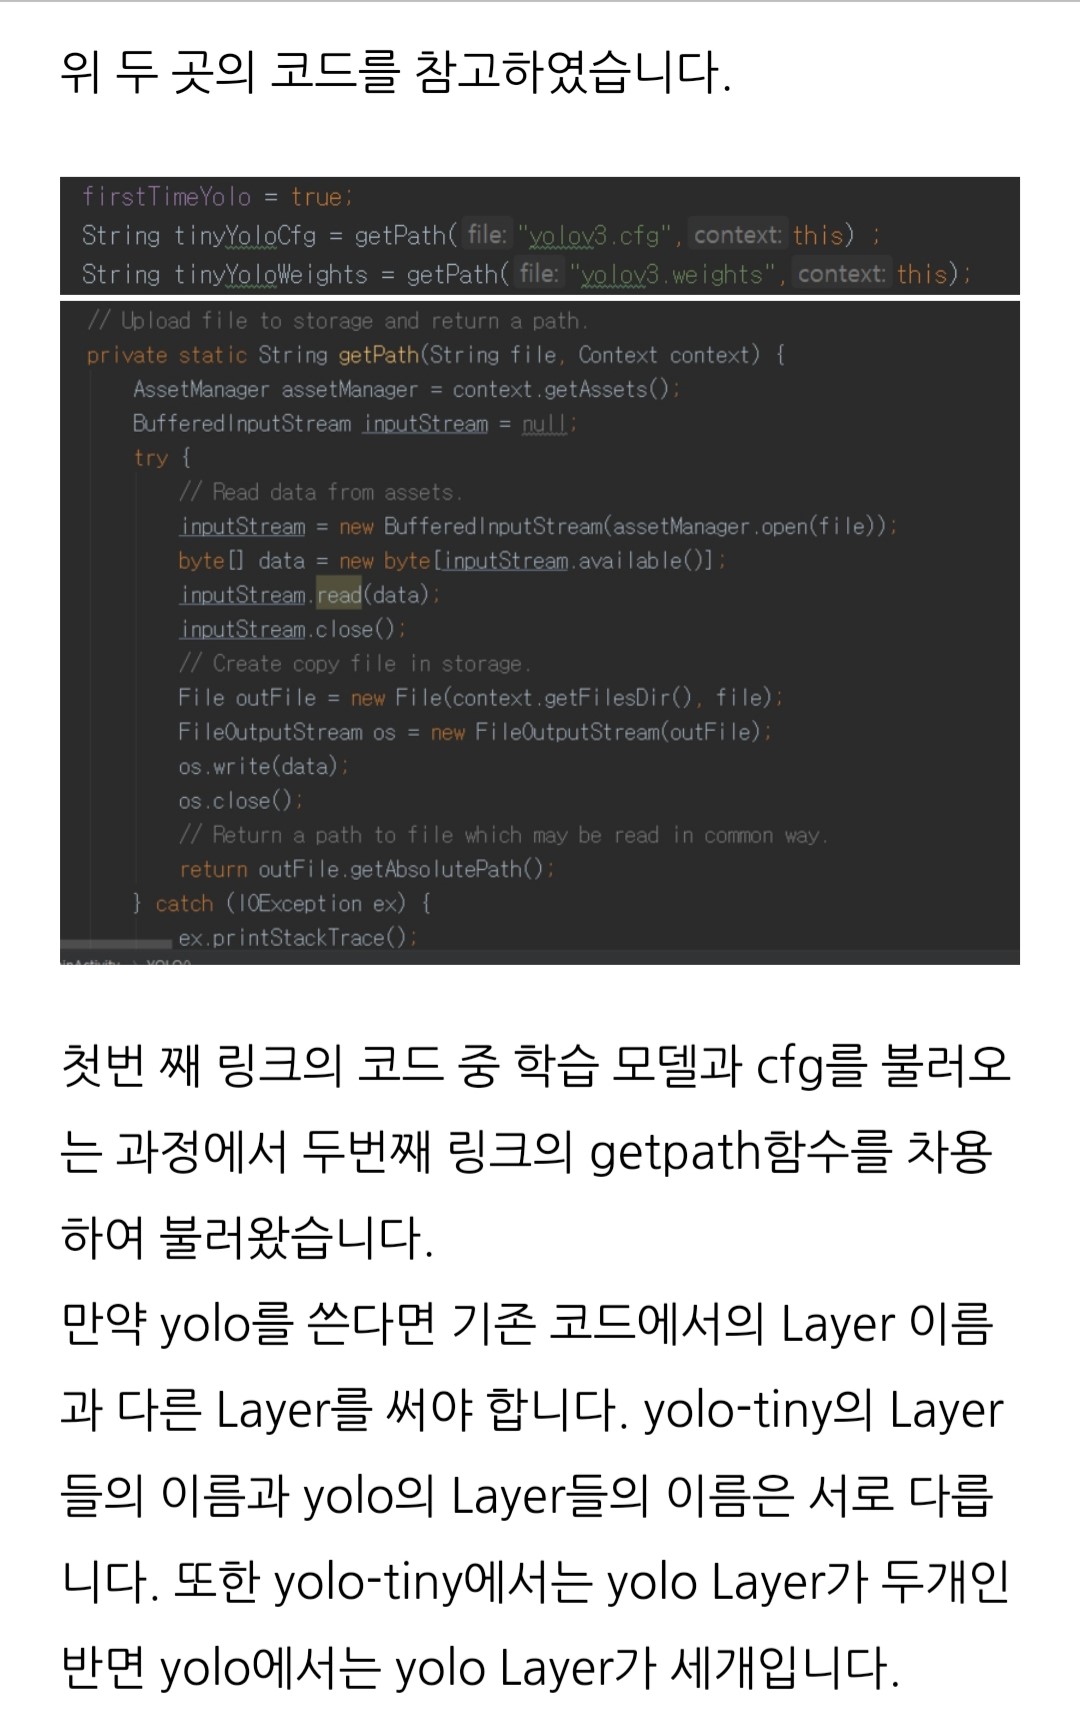 위 두 곳의 코드를 참고하였습니다.
firstTimeYolo = true;
String tinyYoloCfg = getPath( file: "yolov3.cfg", context: this) ;
String tinyYoloWeights = getPath( file: "yolov3.weights", context: this);
// Upload file to storage and return a path.
private static String getPath(String file, Context context) {
AssetManager assetManager = context.getAssets();
BufferedInputStream inputStream = null;
try {
// Read data from assets.
inputStream = new BufferedInputStream(assetManager.open(file));
byte[] data = new byte[inputStream.available()];
inputStream.read(data);
inputStream.close();
// Create copy file in storage.
File outFile = new File(context.getFilesDir(), file);
FileOutputStream os = new FileOutputStream(outFile);
os.write(data);
os.close();
// Return a path to file which may be read in common way.
return outFile.getAbsolutePath();
} catch (IOException ex) {
ex.printStackTrace();
첫번 째 링크의 코드 중 학습 모델과 cfg를 불러오
는 과정에서 두번째 링크의 getpath함수를 차용
하여 불러왔습니다.
만약 yolo를 쓴다면 기존 코드에서의 Layer 이름
과 다른 Layer를 써야 합니다. yolo-tiny의 Layer
들의 이름과 yolo의 Layer들의 이름은 서로 다릅
니다. 또한 yolo-tiny에서는 yolo Layer가 두개인
반면 yolo에서는 yolo Layer가 세개입니다.